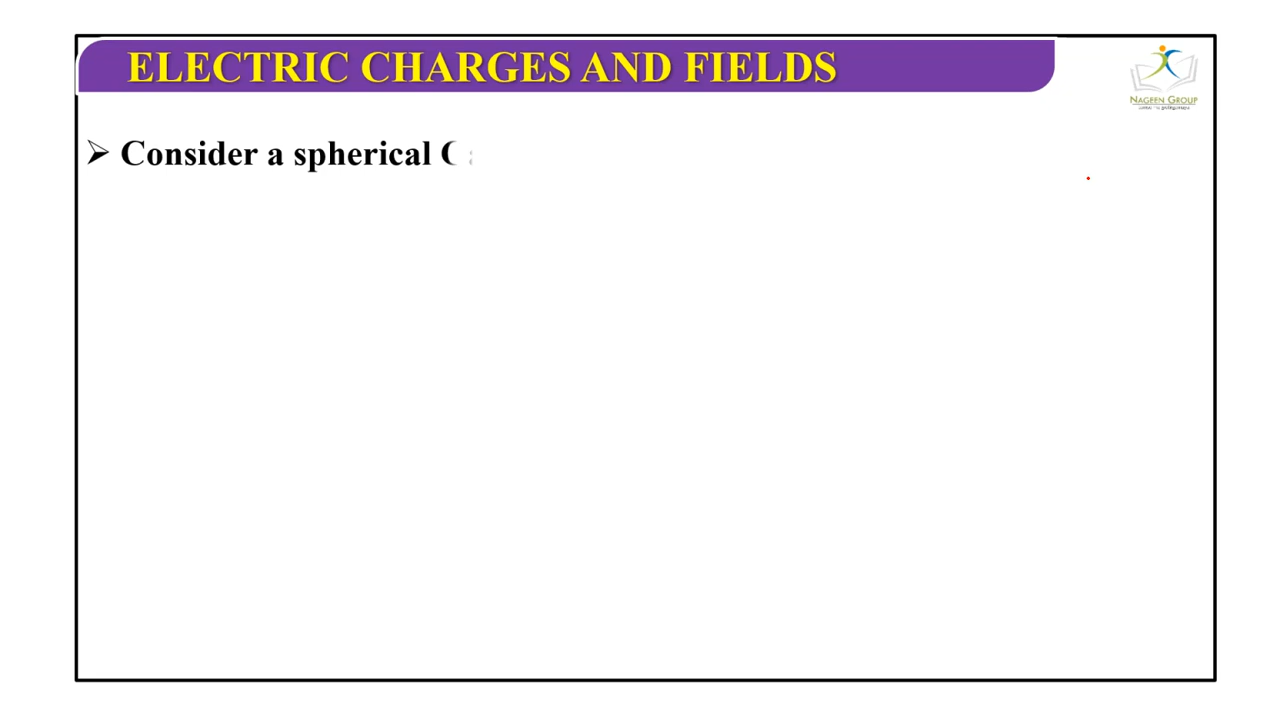 ELECTRIC CHARGES AND FIELDS
NAGEEN GROUP
➢ Consider a spherical